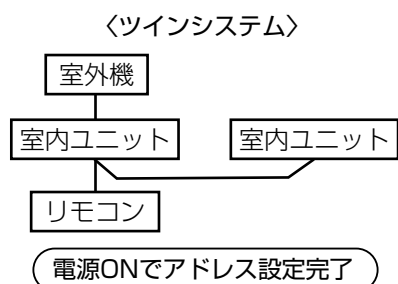 〈ツインシステム〉
室外機
室内ユニット 室内ユニット
リモコン
電源ONでアドレス設定完了